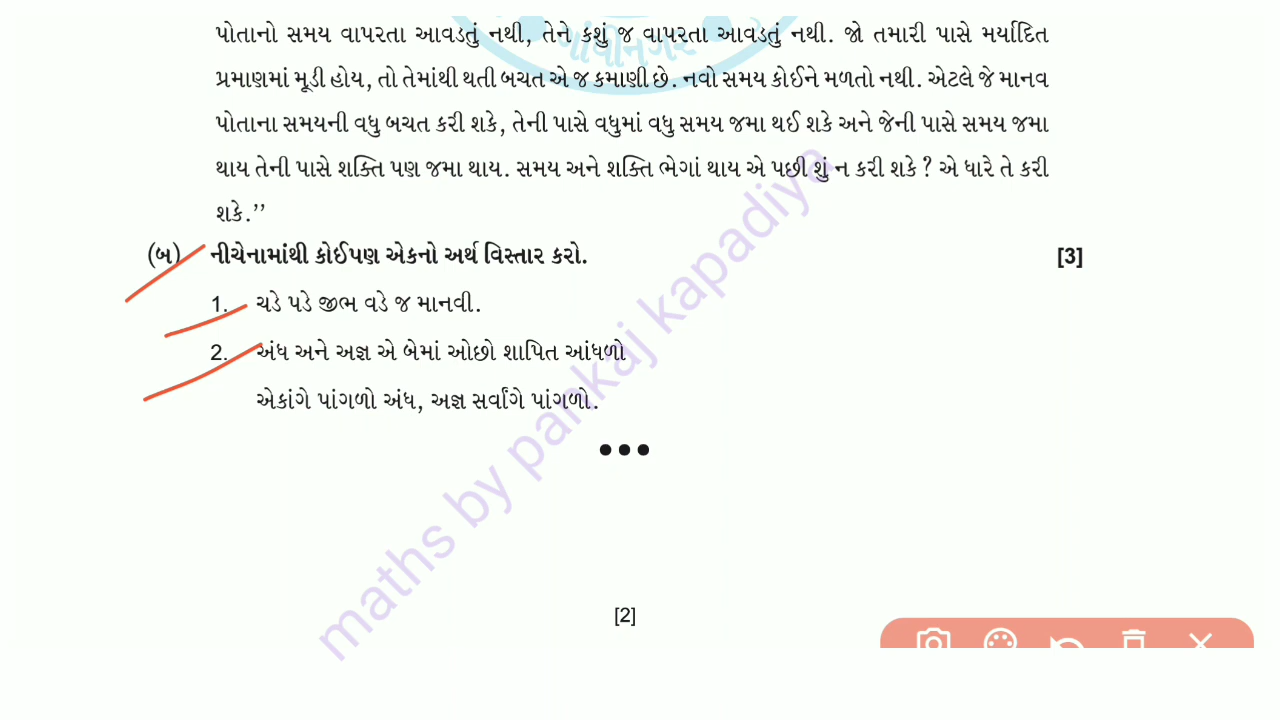 ગાંધીનગર
પોતાનો સમય વાપરતા આવડતું નથી, તેને કશું જ વાપરતા આવડતું નથી. જો તમારી પાસે મર્યાદિત
પ્રમાણમાં મૂડી હોય, તો તેમાંથી થતી બચત એ જ કમાણી છે. નવો સમય કોઈને મળતો નથી. એટલે જે માનવ
પોતાના સમયની વધુ બચત કરી શકે, તેની પાસે વધુમાં વધુ સમય જમા થઈ શકે અને જેની પાસે સમય જમા
થાય તેની પાસે શક્તિ પણ જમા થાય. સમય અને શક્તિ ભેગાં થાય એ પછી શું ન કરી શકે ? એ ધારે તે કરી
શકે.’’
(બ) નીચેનામાંથી કોઈપણ એકનો અર્થ વિસ્તાર કરો. [3]
1. ચડે પડે જીભ વડે જ માનવી.
2. અંધ અને અજ્ઞ એ બેમાં ઓછો શાપિત આંધળો
એકાંગે પાંગળો અંધ, અજ્ઞ સર્વાંગે પાંગળો.
maths by pankaj kapadiya
[2]